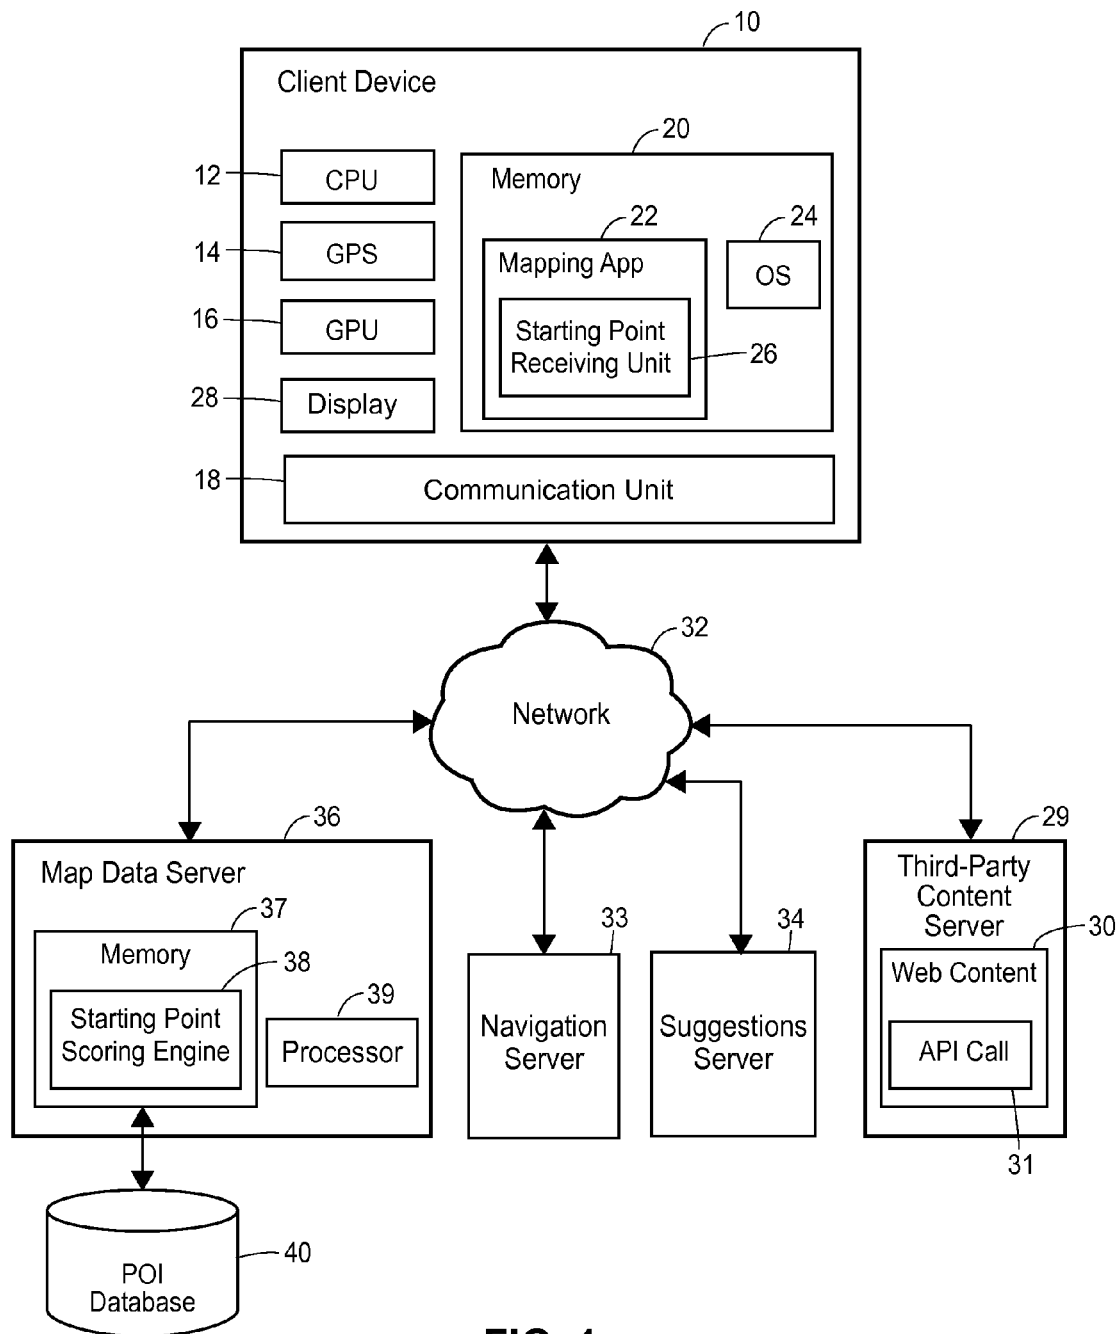 10
Client Device
20
12
CPU
Memory
22
24
14
GPS
Mapping App
OS
16
GPU
Starting Point
Receiving Unit
26
28
Display
18
Communication Unit
32
Network
36
29
Map Data Server
Third-Party
Content
Server
37
33
34
30
Memory
38
Web Content
39
Starting Point
Scoring Engine
Processor
Navigation
Server
Suggestions
Server
API Call
31
40
POI
Database